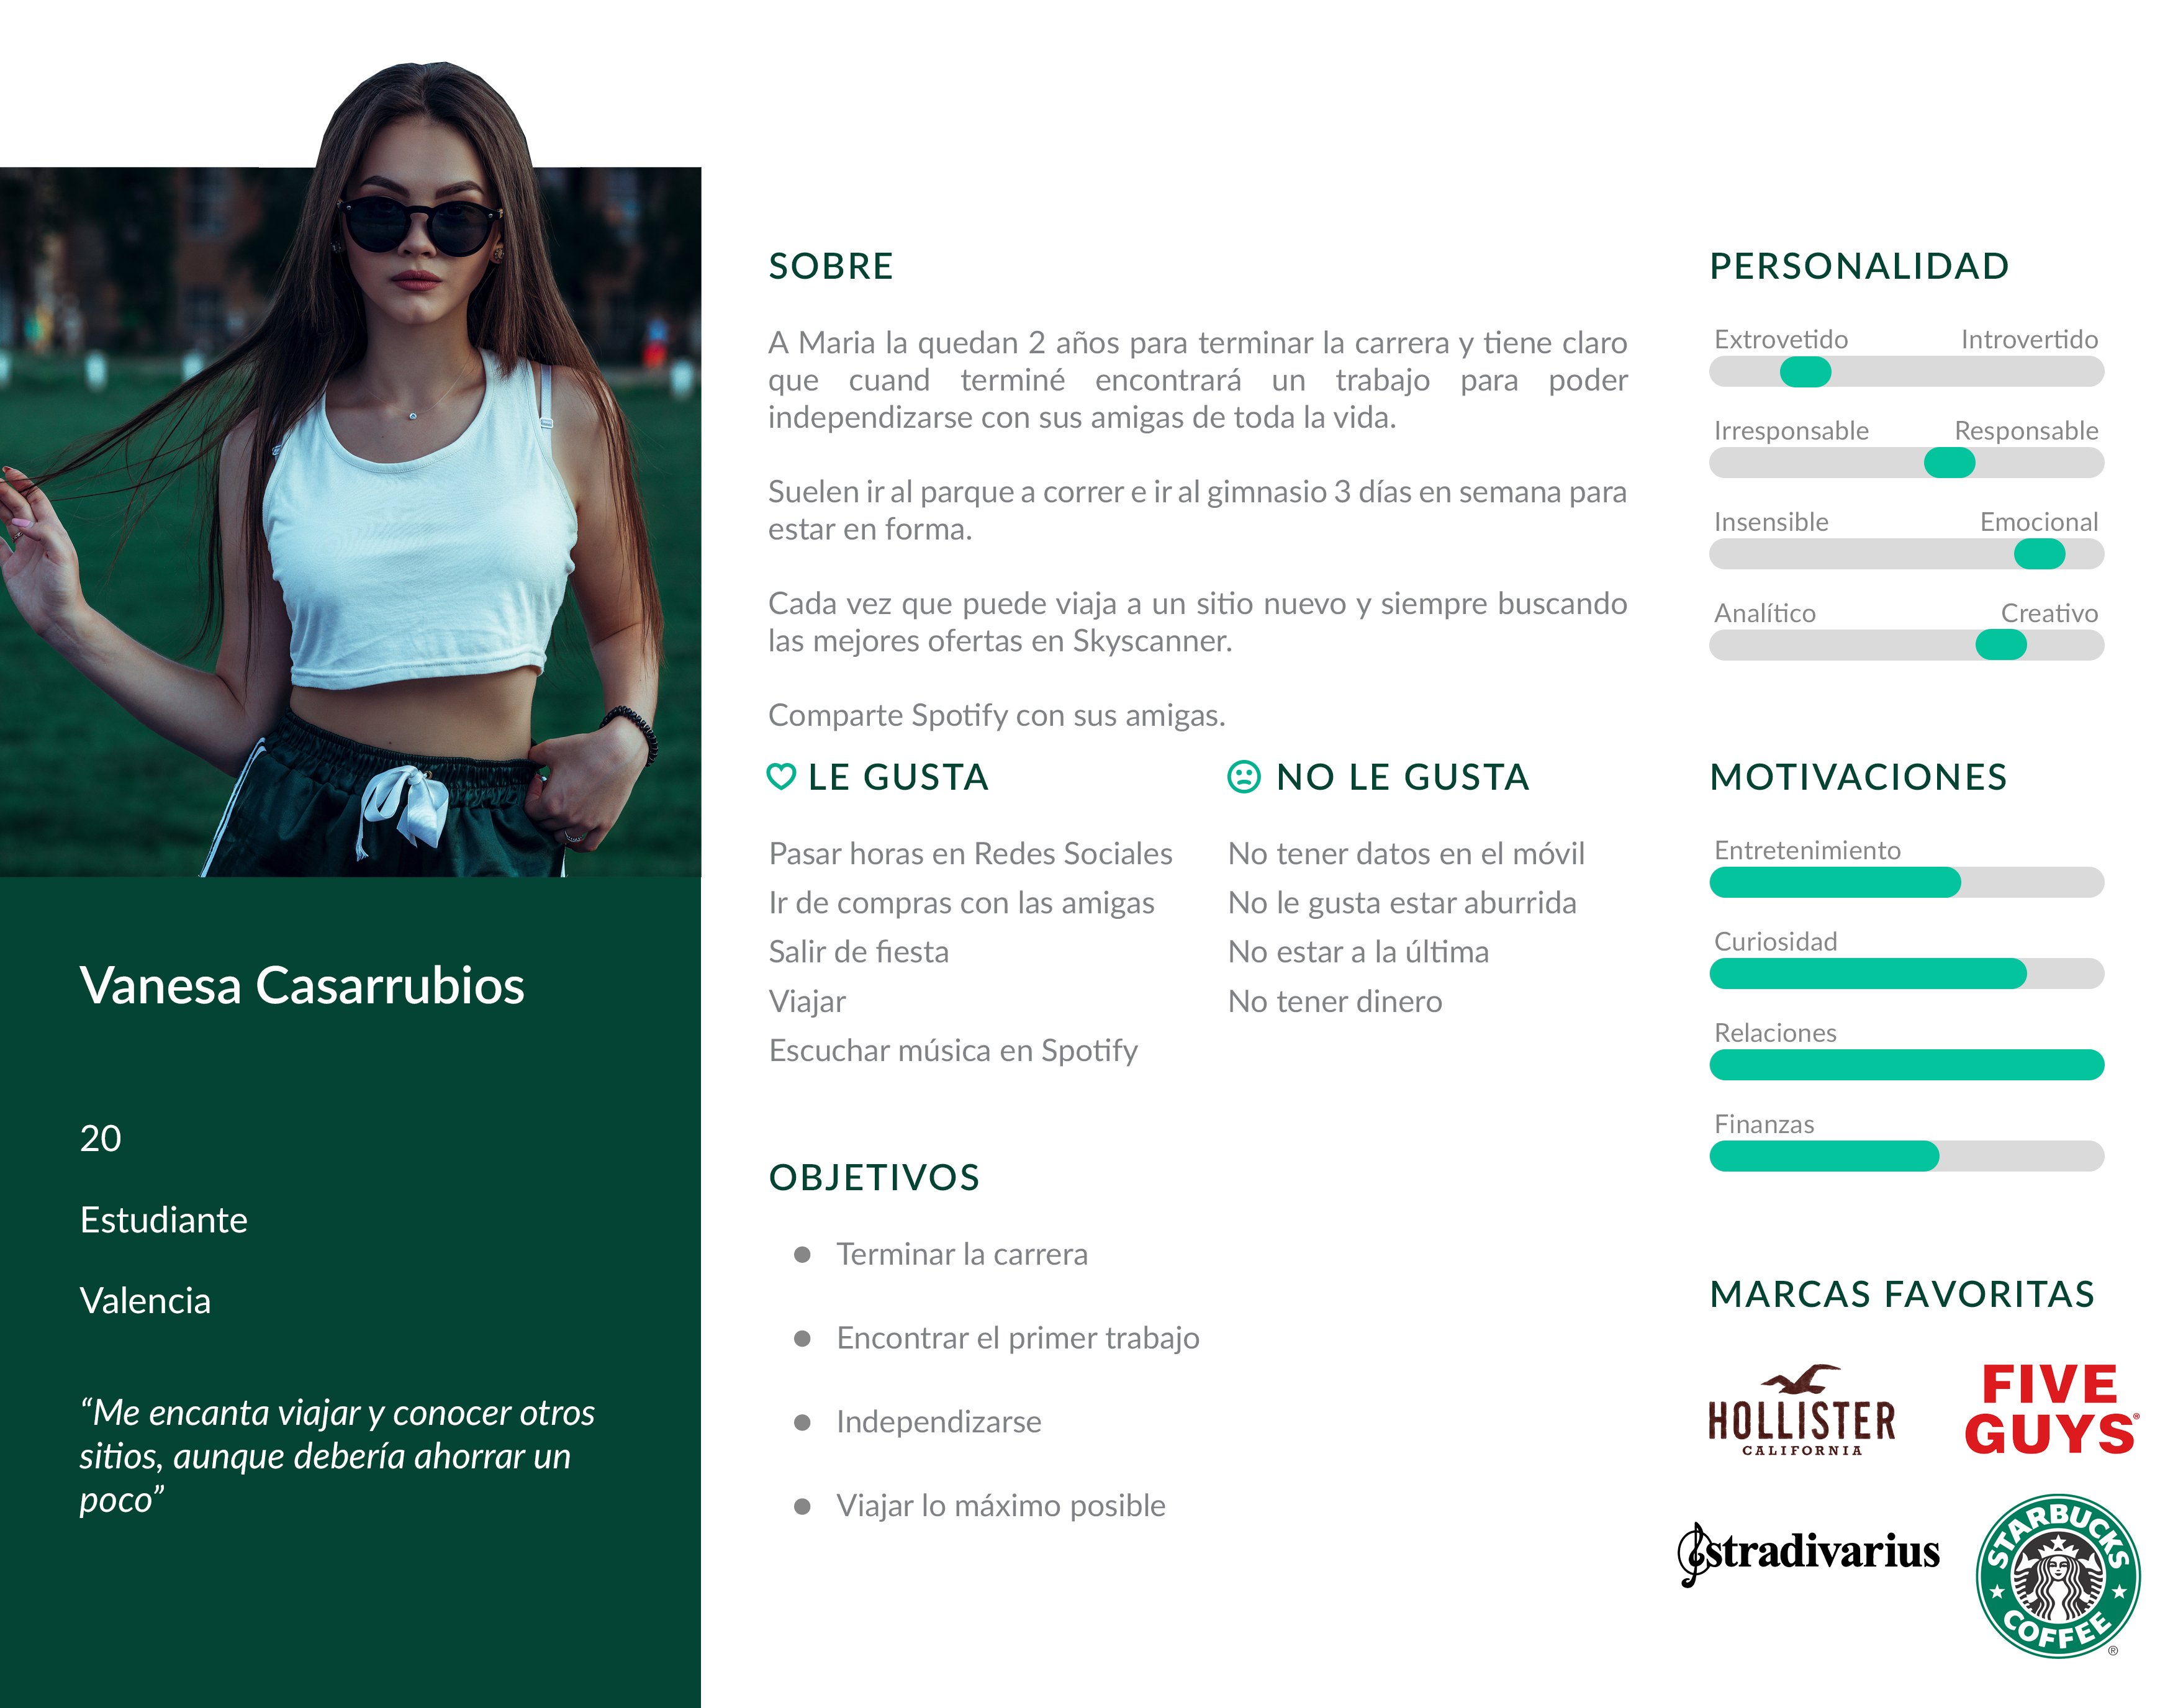 Vanesa Casarrubios
20
Estudiante
Valencia
“Me encanta viajar y conocer otros
sitios, aunque debería ahorrar un
poco”
SOBRE
A Maria la quedan 2 años para terminar la carrera y tiene claro
que cuand terminé encontrará un trabajo para poder
independizarse con sus amigas de toda la vida.
Suelen ir al parque a correr e ir al gimnasio 3 días en semana para
estar en forma.
Cada vez que puede viaja a un sitio nuevo y siempre buscando
las mejores ofertas en Skyscanner.
Comparte Spotify con sus amigas.
LE GUSTA
Pasar horas en Redes Sociales
Ir de compras con las amigas
Salir de fiesta
Viajar
Escuchar música en Spotify
NO LE GUSTA
No tener datos en el móvil
No le gusta estar aburrida
No estar a la última
No tener dinero
OBJETIVOS
● Terminar la carrera
● Encontrar el primer trabajo
● Independizarse
● Viajar lo máximo posible
PERSONALIDAD
Extrovetido Introvertido
Irresponsable Responsable
Insensible Emocional
Analítico Creativo
MOTIVACIONES
Entretenimiento
Curiosidad
Relaciones
Finanzas
MARCAS FAVORITAS
HOLLISTER
CALIFORNIA
FIVE
GUYS®
stradivarius
STARBUCKS
COFFEE
®